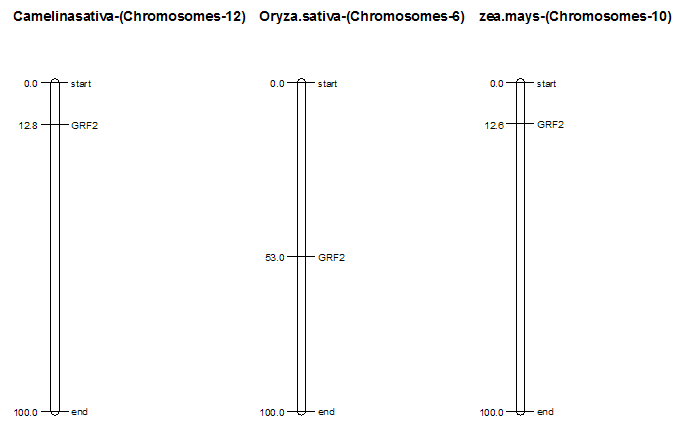 Camelinasativa-(Chromosomes-12)
0.0 start
12.8 GRF2
100.0 end
Oryza.sativa-(Chromosomes-6)
0.0 start
53.0 GRF2
100.0 end
zea.mays-(Chromosomes-10)
0.0 start
12.6 GRF2
100.0 end